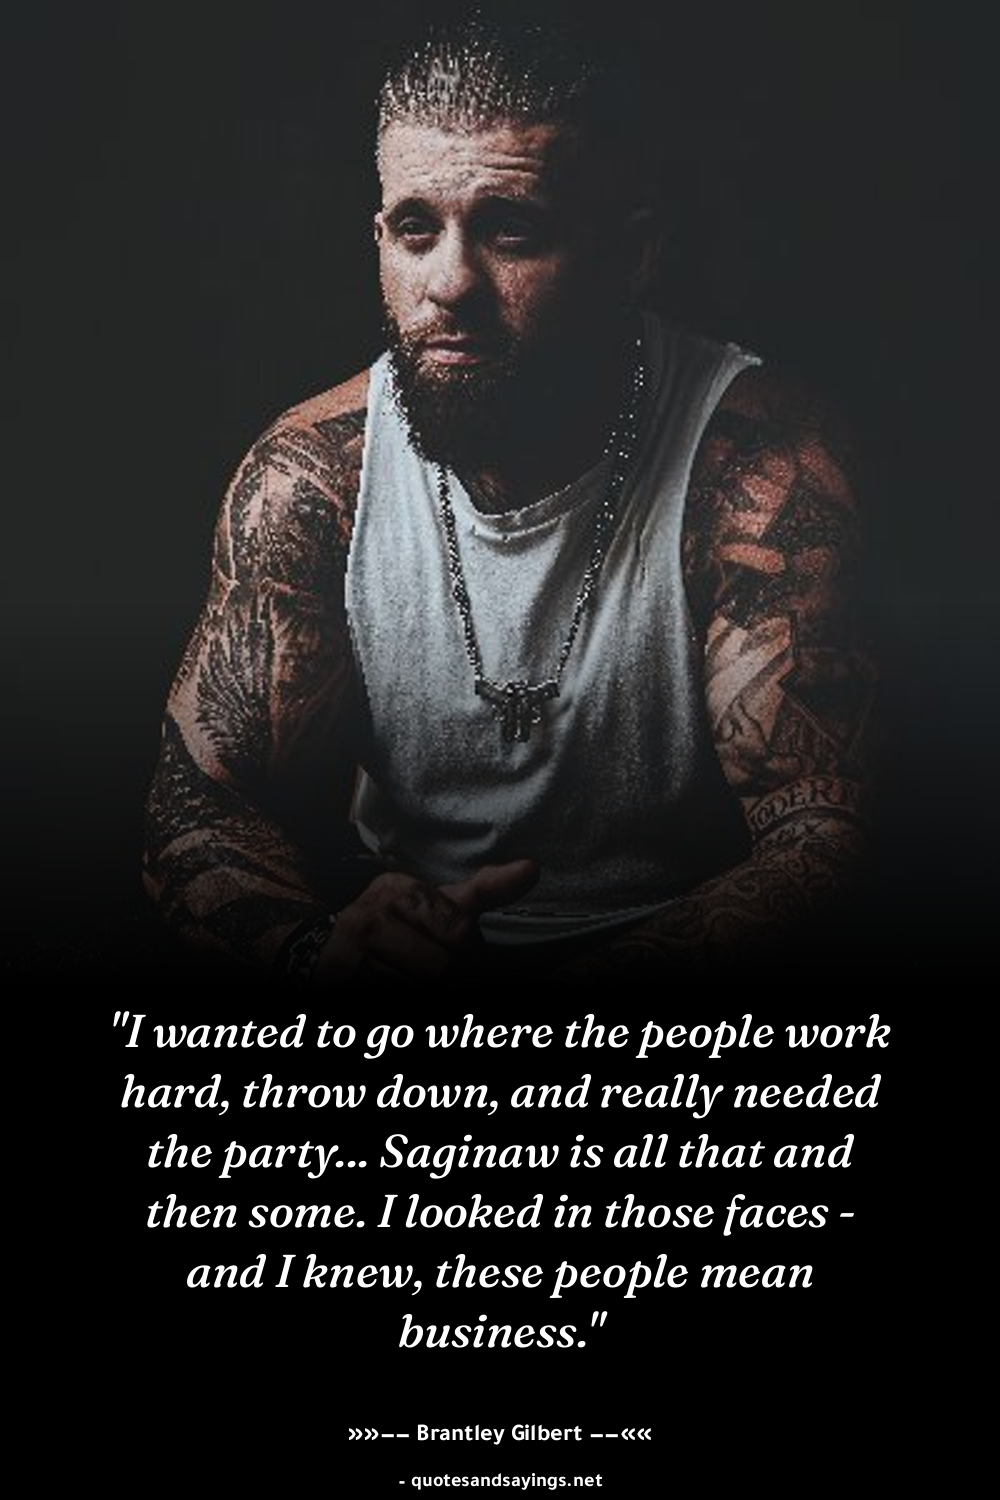 "I wanted to go where the people work
hard, throw down, and really needed
the party... Saginaw is all that and
then some. I looked in those faces -
and I knew, these people mean
business."
»»-- Brantley Gilbert --««
- quotesandsayings.net